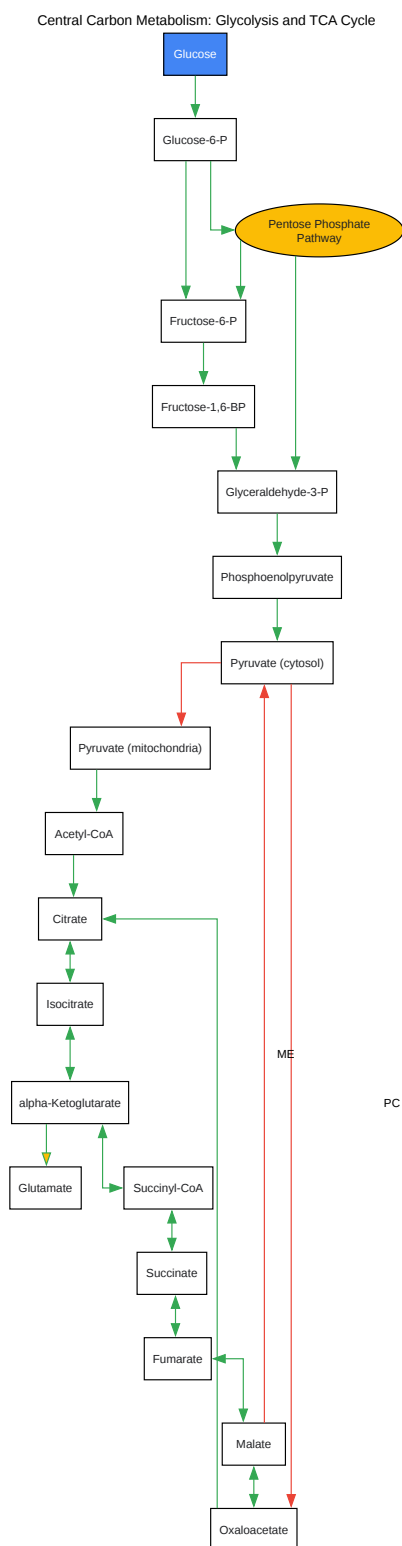 Central Carbon Metabolism: Glycolysis and TCA Cycle
Glucose
Glucose-6-P
Pentose Phosphate
Pathway
Fructose-6-P
Fructose-1,6-BP
Glyceraldehyde-3-P
Phosphoenolpyruvate
Pyruvate (cytosol)
Pyruvate (mitochondria)
Acetyl-CoA
Citrate
Isocitrate
ME
alpha-Ketoglutarate
PC
Glutamate
Succinyl-CoA
Succinate
Fumarate
Malate
Oxaloacetate